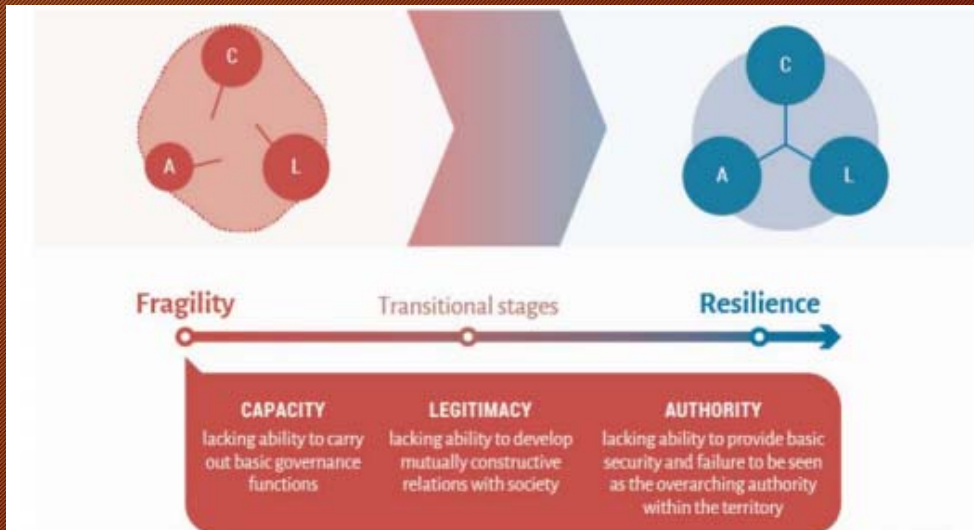 C
A
L
C
A
L
Fragility
Transitional stages
Resilience
CAPACITY
lacking ability to carry
out basic governance
functions
LEGITIMACY
lacking ability to develop
mutually constructive
relations with society
AUTHORITY
lacking ability to provide basic
security and failure to be seen
as the overarching authority
within the territory